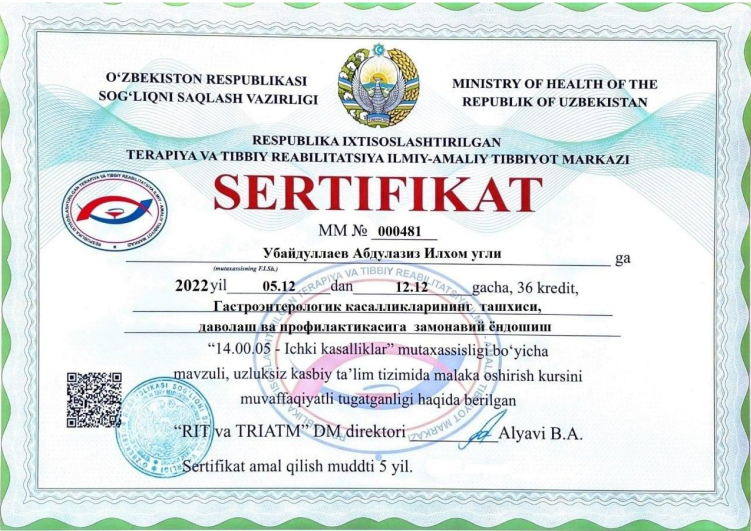 O‘ZBEKISTON RESPUBLIKASI
SOG‘LIQNI SAQLASH VAZIRLIGI
MINISTRY OF HEALTH OF THE
REPUBLIK OF UZBEKISTAN
RESPUBLIKA IXTISOSLASHTIRILGAN
TERAPIYA VA TIBBIY REABILITATSIYA ILMIY-AMALIY TIBBIYOT MARKAZI
SERTIFIKAT
MM № 000481
Убайдуллаев Абдулазиз Илхом угли ga
(mutaxassisning F.I.Sh.)
2022 yil 05.12 dan 12.12 gacha, 36 kredit,
Гастроэнтерологик касалликларининг ташхиси,
даволаш ва профилактикасига замонавий ёндошиш
“14.00.05 - Ichki kasalliklar” mutaxassisligi bo‘yicha
mavzuli, uzluksiz kasbiy ta’lim tizimida malaka oshirish kursini
muvaffaqiyatli tugatganligi haqida berilgan
“RIT va TRIATM” DM direktori Alyavi B.A.
Sertifikat amal qilish muddti 5 yil.